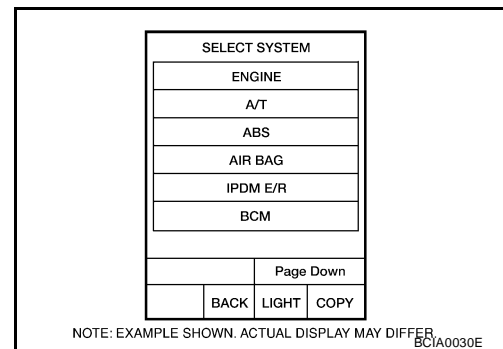 SELECT SYSTEM
ENGINE
A/T
ABS
AIR BAG
IPDM E/R
BCM
Page Down
BACK LIGHT COPY
NOTE: EXAMPLE SHOWN. ACTUAL DISPLAY MAY DIFFER.
BCIA0030E